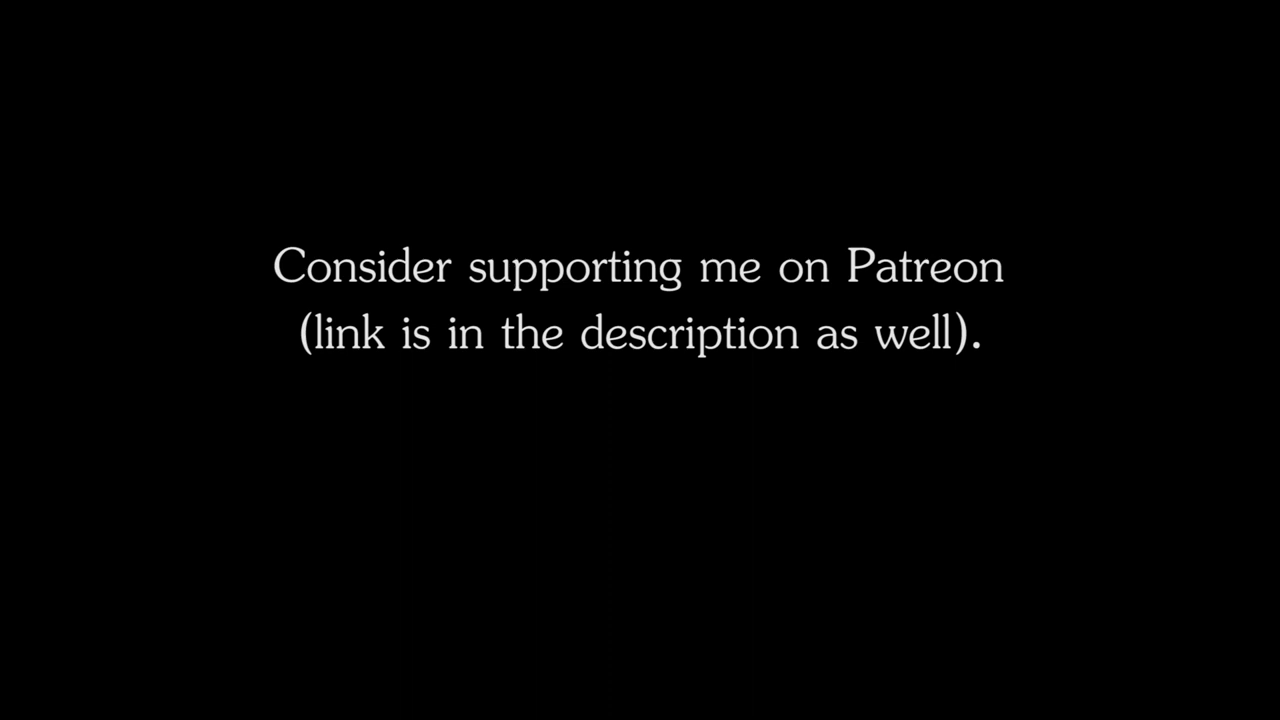 Consider supporting me on Patreon
(link is in the description as well).